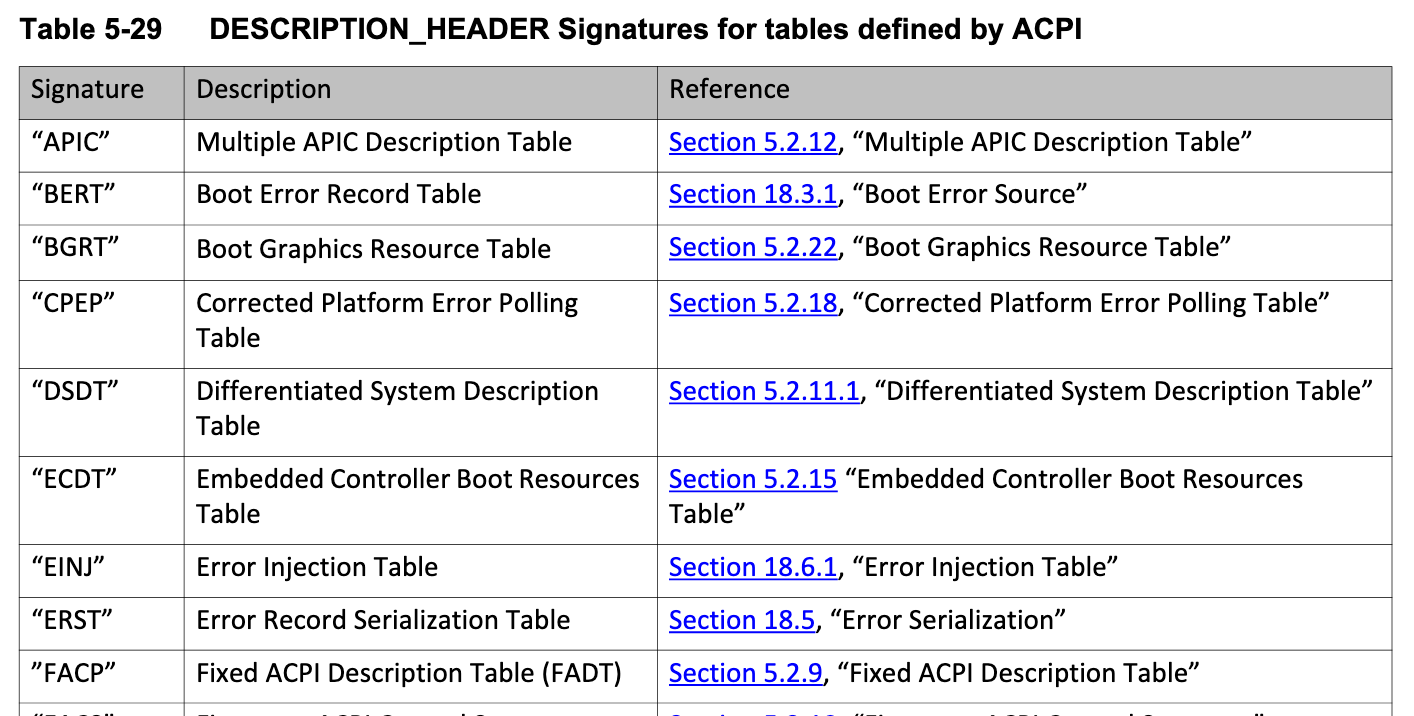 Table 5-29 DESCRIPTION_HEADER Signatures for tables defined by ACPI
Signature Description Reference
“APIC” Multiple APIC Description Table Section 5.2.12, “Multiple APIC Description Table”
“BERT” Boot Error Record Table Section 18.3.1, “Boot Error Source”
“BGRT” Boot Graphics Resource Table Section 5.2.22, “Boot Graphics Resource Table”
“CPEP” Corrected Platform Error Polling Section 5.2.18, “Corrected Platform Error Polling Table”
Table
“DSDT” Differentiated System Description Section 5.2.11.1, “Differentiated System Description Table”
Table
“ECDT” Embedded Controller Boot Resources Section 5.2.15 “Embedded Controller Boot Resources
Table Table”
“EINJ” Error Injection Table Section 18.6.1, “Error Injection Table”
“ERST” Error Record Serialization Table Section 18.5, “Error Serialization”
”FACP” Fixed ACPI Description Table (FADT) Section 5.2.9, “Fixed ACPI Description Table”